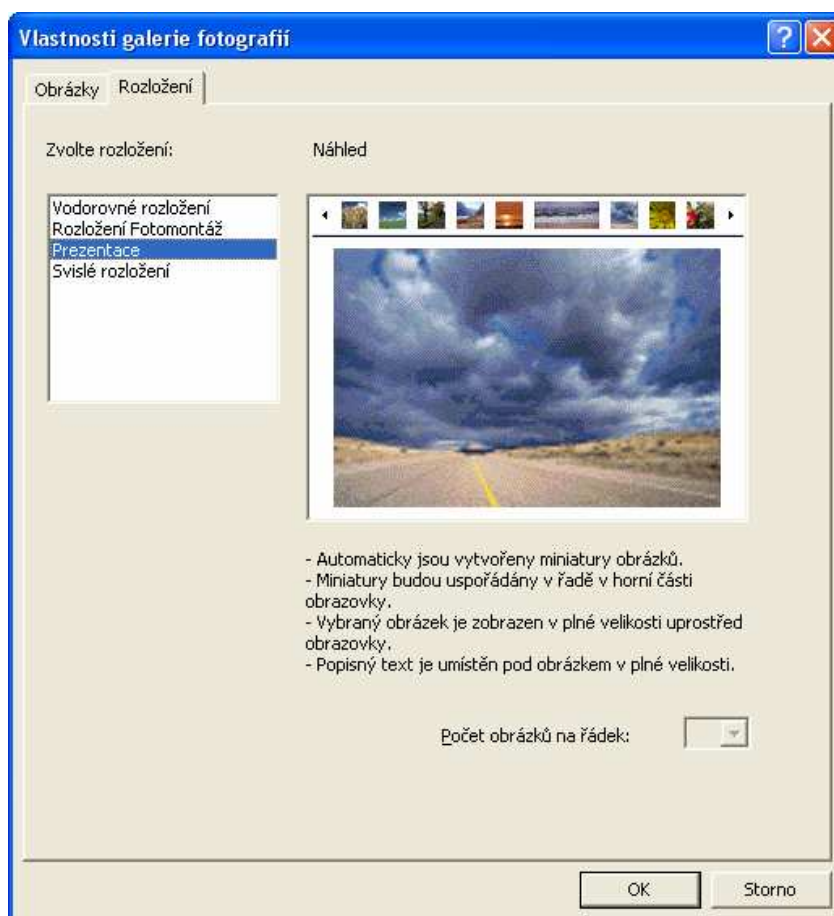 Vlastnosti galerie fotografií
Obrázky
Rozložení
Zvolte rozložení:
Náhled
Vodorovné rozložení
Rozložení Fotomontáž
Prezentace
Svislé rozložení
- Automaticky jsou vytvořeny miniatury obrázků.
- Miniatury budou uspořádány v řadě v horní části
obrazovky.
- Vybraný obrázek je zobrazen v plné velikosti uprostřed
obrazovky.
- Popisný text je umístěn pod obrázkem v plné velikosti.
Počet obrázků na řádek:
OK
Storno